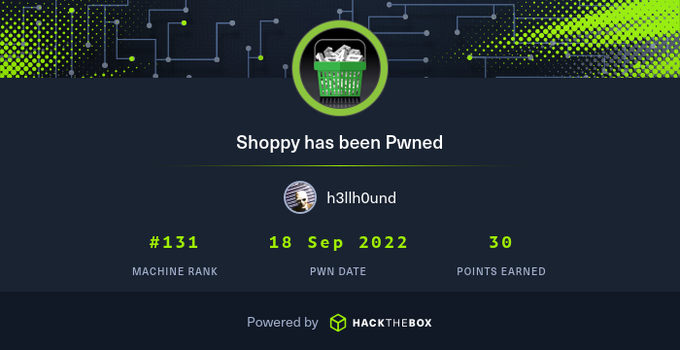 Shoppy has been Pwned
h3llh0und
#131 18 Sep 2022 30
MACHINE RANK PWN DATE POINTS EARNED
Powered by HACKTHEBOX